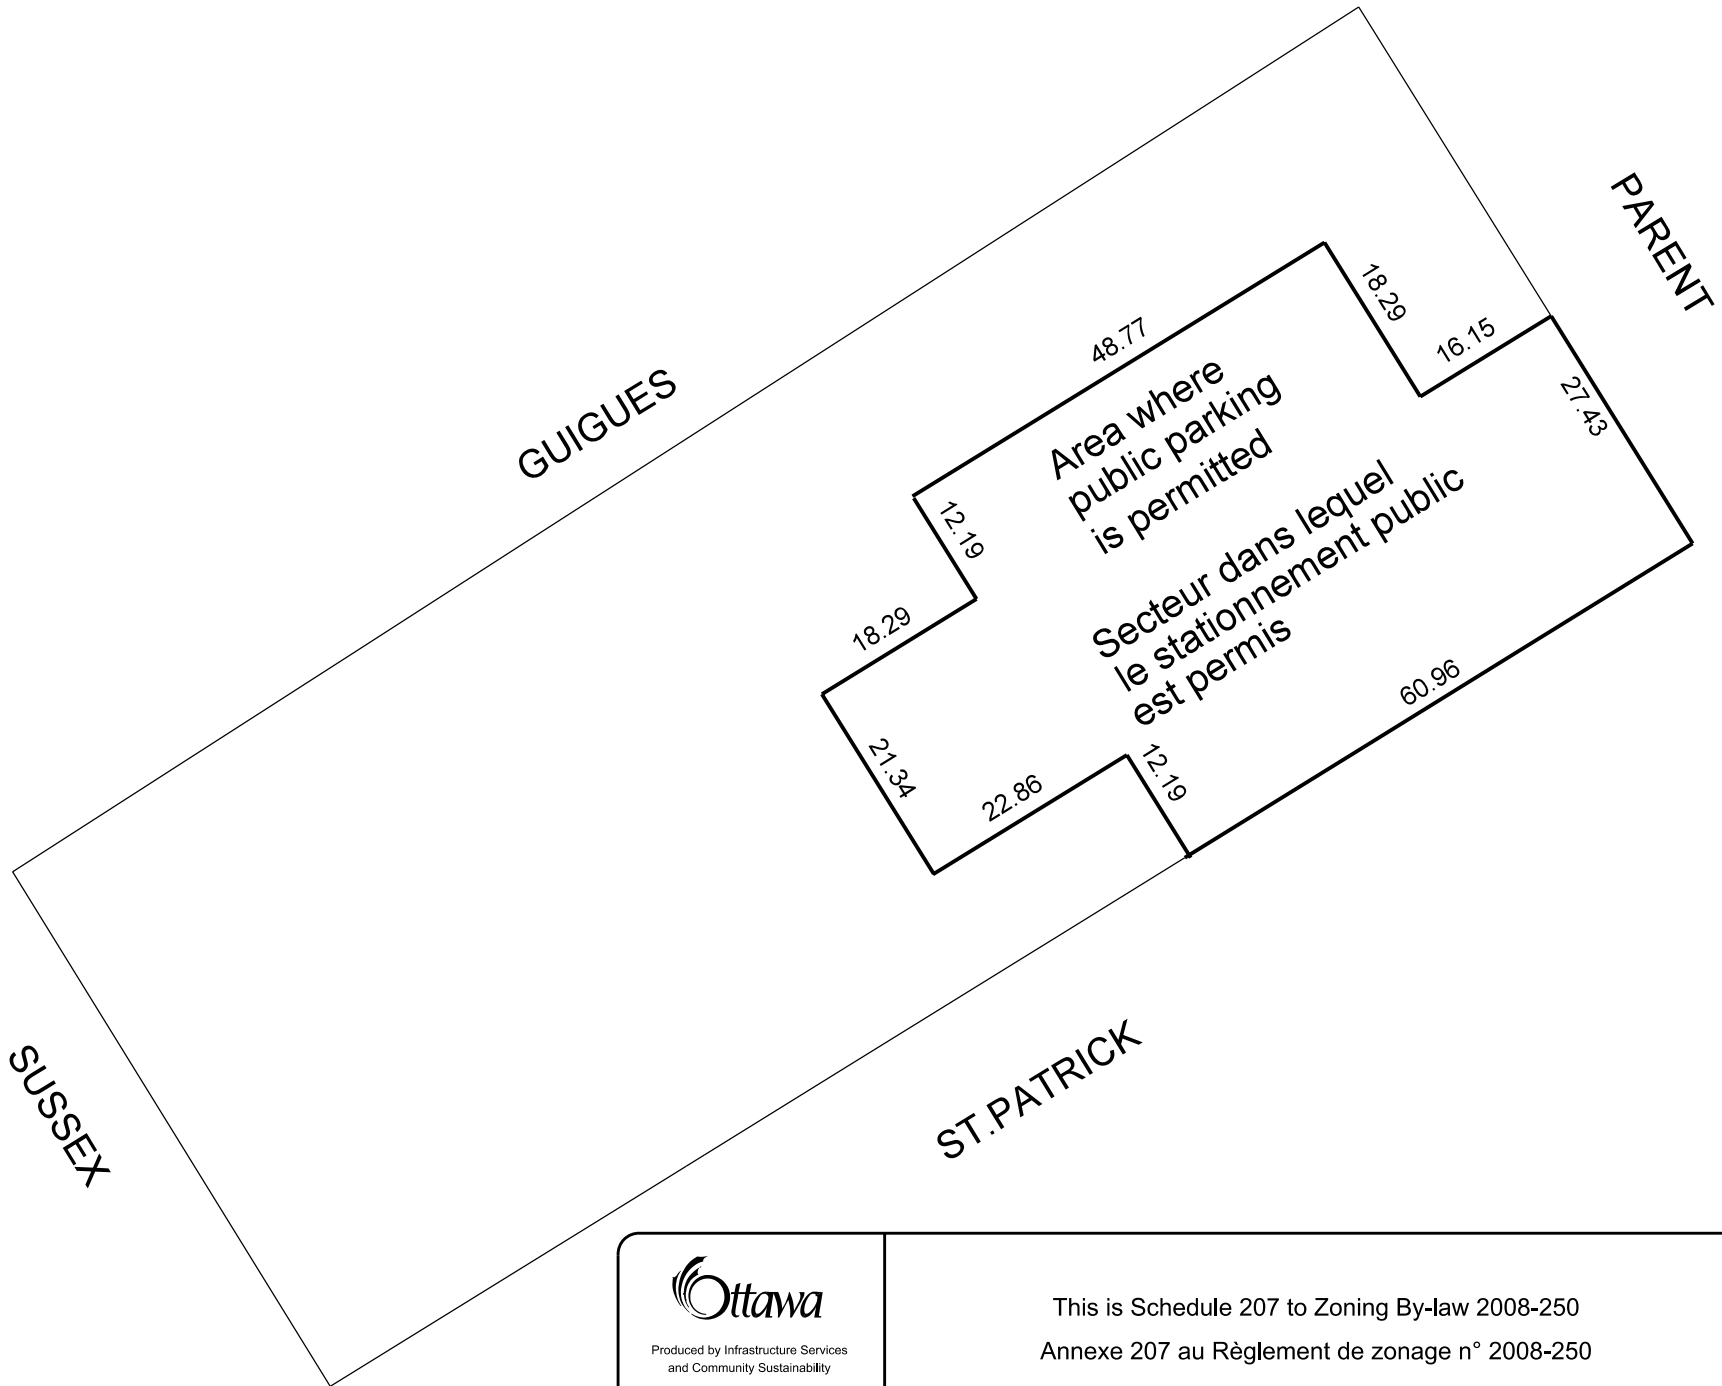 PARENT
18.29
16.15
48.77
27.43
GUIGUES
Area where
public parking
is permitted
12.19
Secteur dans lequel
le stationnement public
est permis
18.29
60.96
21.34
12.19
22.86
SUSSEX
ST.PATRICK
Ottawa
Produced by Infrastructure Services
and Community Sustainability
This is Schedule 207 to Zoning By-law 2008-250
Annexe 207 au Règlement de zonage n° 2008-250